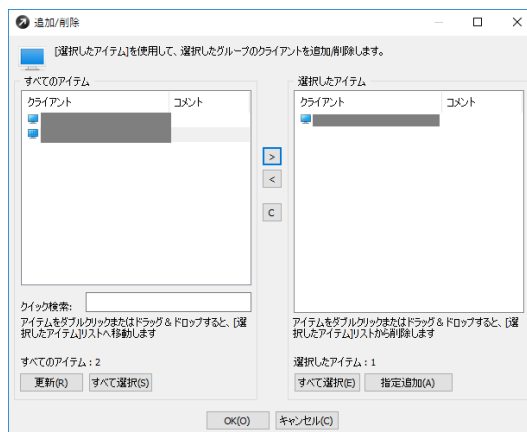 追加/削除
[選択したアイテム]を使用して、選択したグループのクライアントを追加/削除します。
すべてのアイテム
クライアント コメント
クイック検索:
アイテムをダブルクリックまたはドラッグ & ドロップすると、[選
択したアイテム]リストへ移動します
すべてのアイテム : 2
更新(R) すべて選択(S)
>
<
C
選択したアイテム
クライアント コメント
アイテムをダブルクリックまたはドラッグ & ドロップすると、[選
択したアイテム]リストから削除します
選択したアイテム : 1
すべて選択(E) 指定追加(A)
OK(O) キャンセル(C)